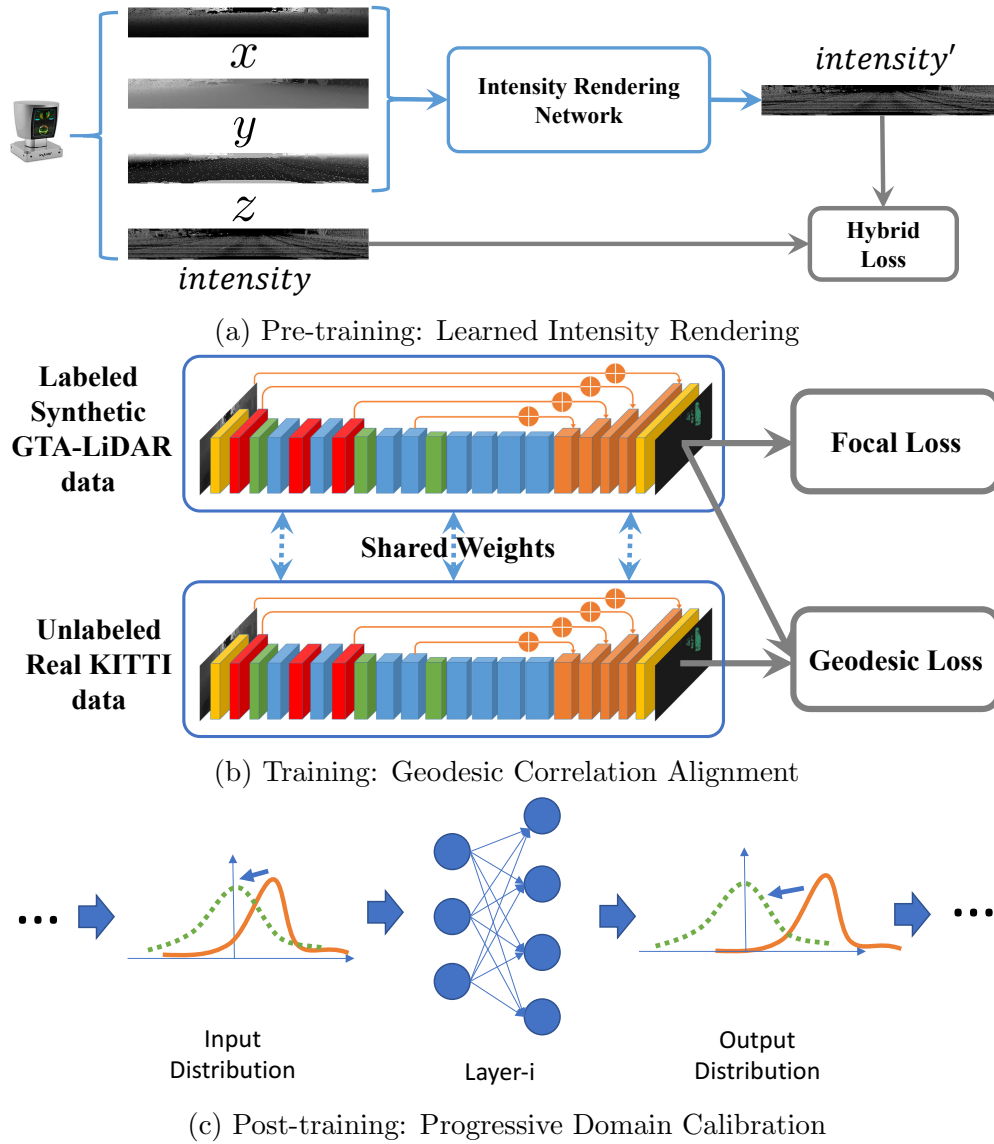 x
Intensity Rendering
Network
intensity′
y
z
Hybrid
Loss
intensity
(a) Pre-training: Learned Intensity Rendering
Labeled
Synthetic
GTA-LiDAR
data
Focal Loss
Shared Weights
Unlabeled
Real KITTI
data
Geodesic Loss
(b) Training: Geodesic Correlation Alignment
...
...
Input
Distribution
Layer-i
Output
Distribution
(c) Post-training: Progressive Domain Calibration